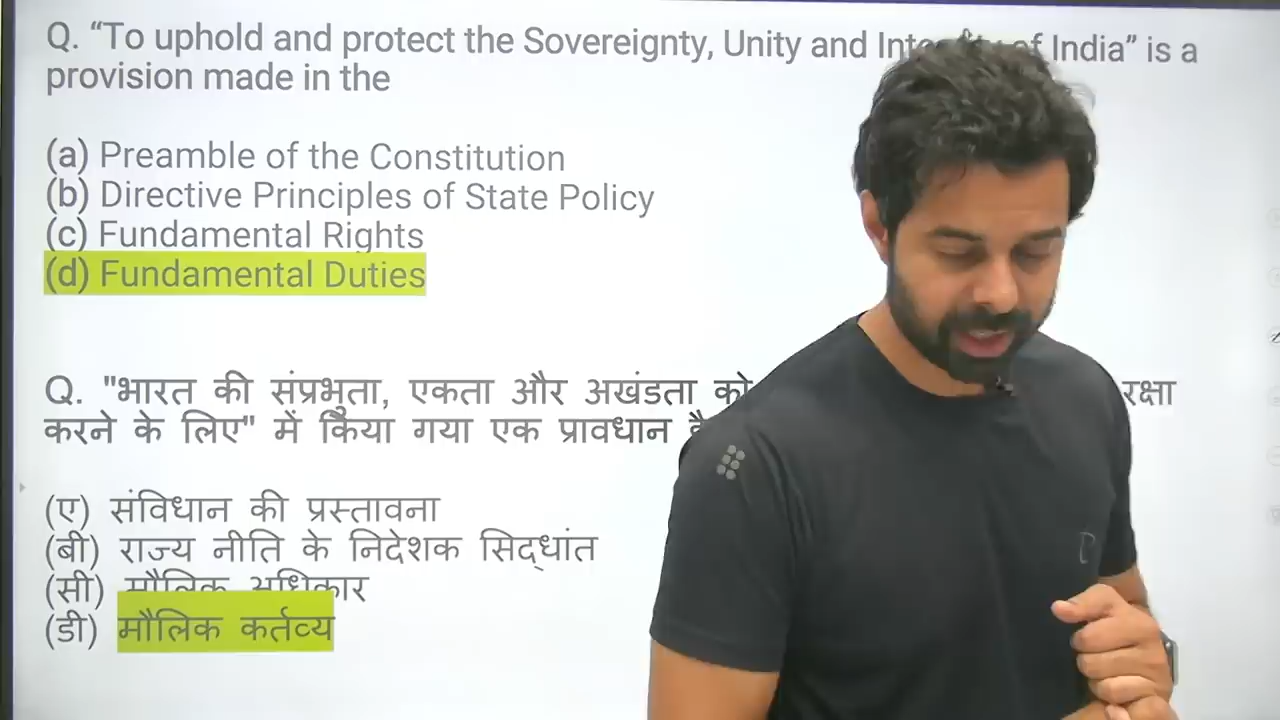 Q. “To uphold and protect the Sovereignty, Unity and of India” is a
provision made in the
(a) Preamble of the Constitution
(b) Directive Principles of State Policy
(c) Fundamental Rights
(d) Fundamental Duties
Q. "भारत की संप्रभुता, एकता और अखंडता को रक्षा
करने के लिए" में किया गया एक प्रावधान
(ए) संविधान की प्रस्तावना
(बी) राज्य नीति के निदेशक सिद्धांत
(सी) मौलिक अधिकार
(डी) मौलिक कर्तव्य